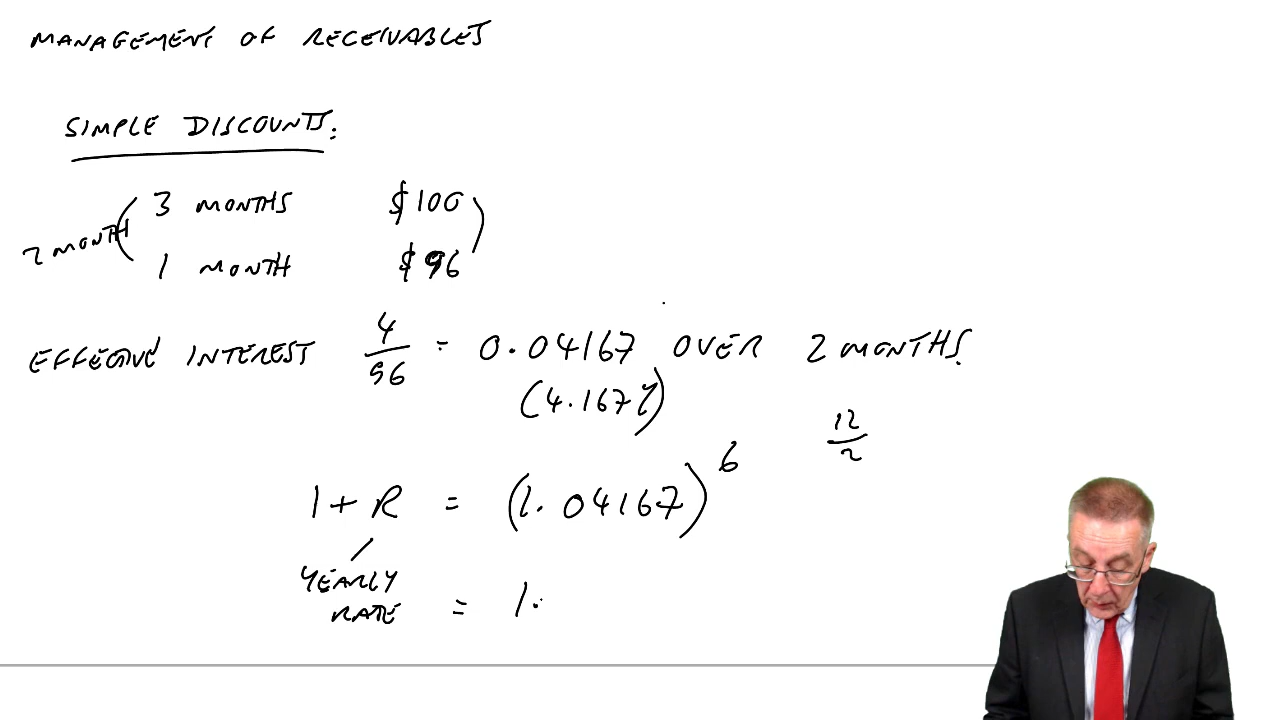 MANAGEMENT OF RECEIVABLES
SIMPLE DISCOUNTS:
3 MONTHS $100
2 MONTH
1 MONTH $96
EFFECTIVE INTEREST 4/96 = 0.04167 OVER 2 MONTHS.
(4.167%)
12/2
1 + R = (1.04167)^6
YEARLY
RATE = 1.